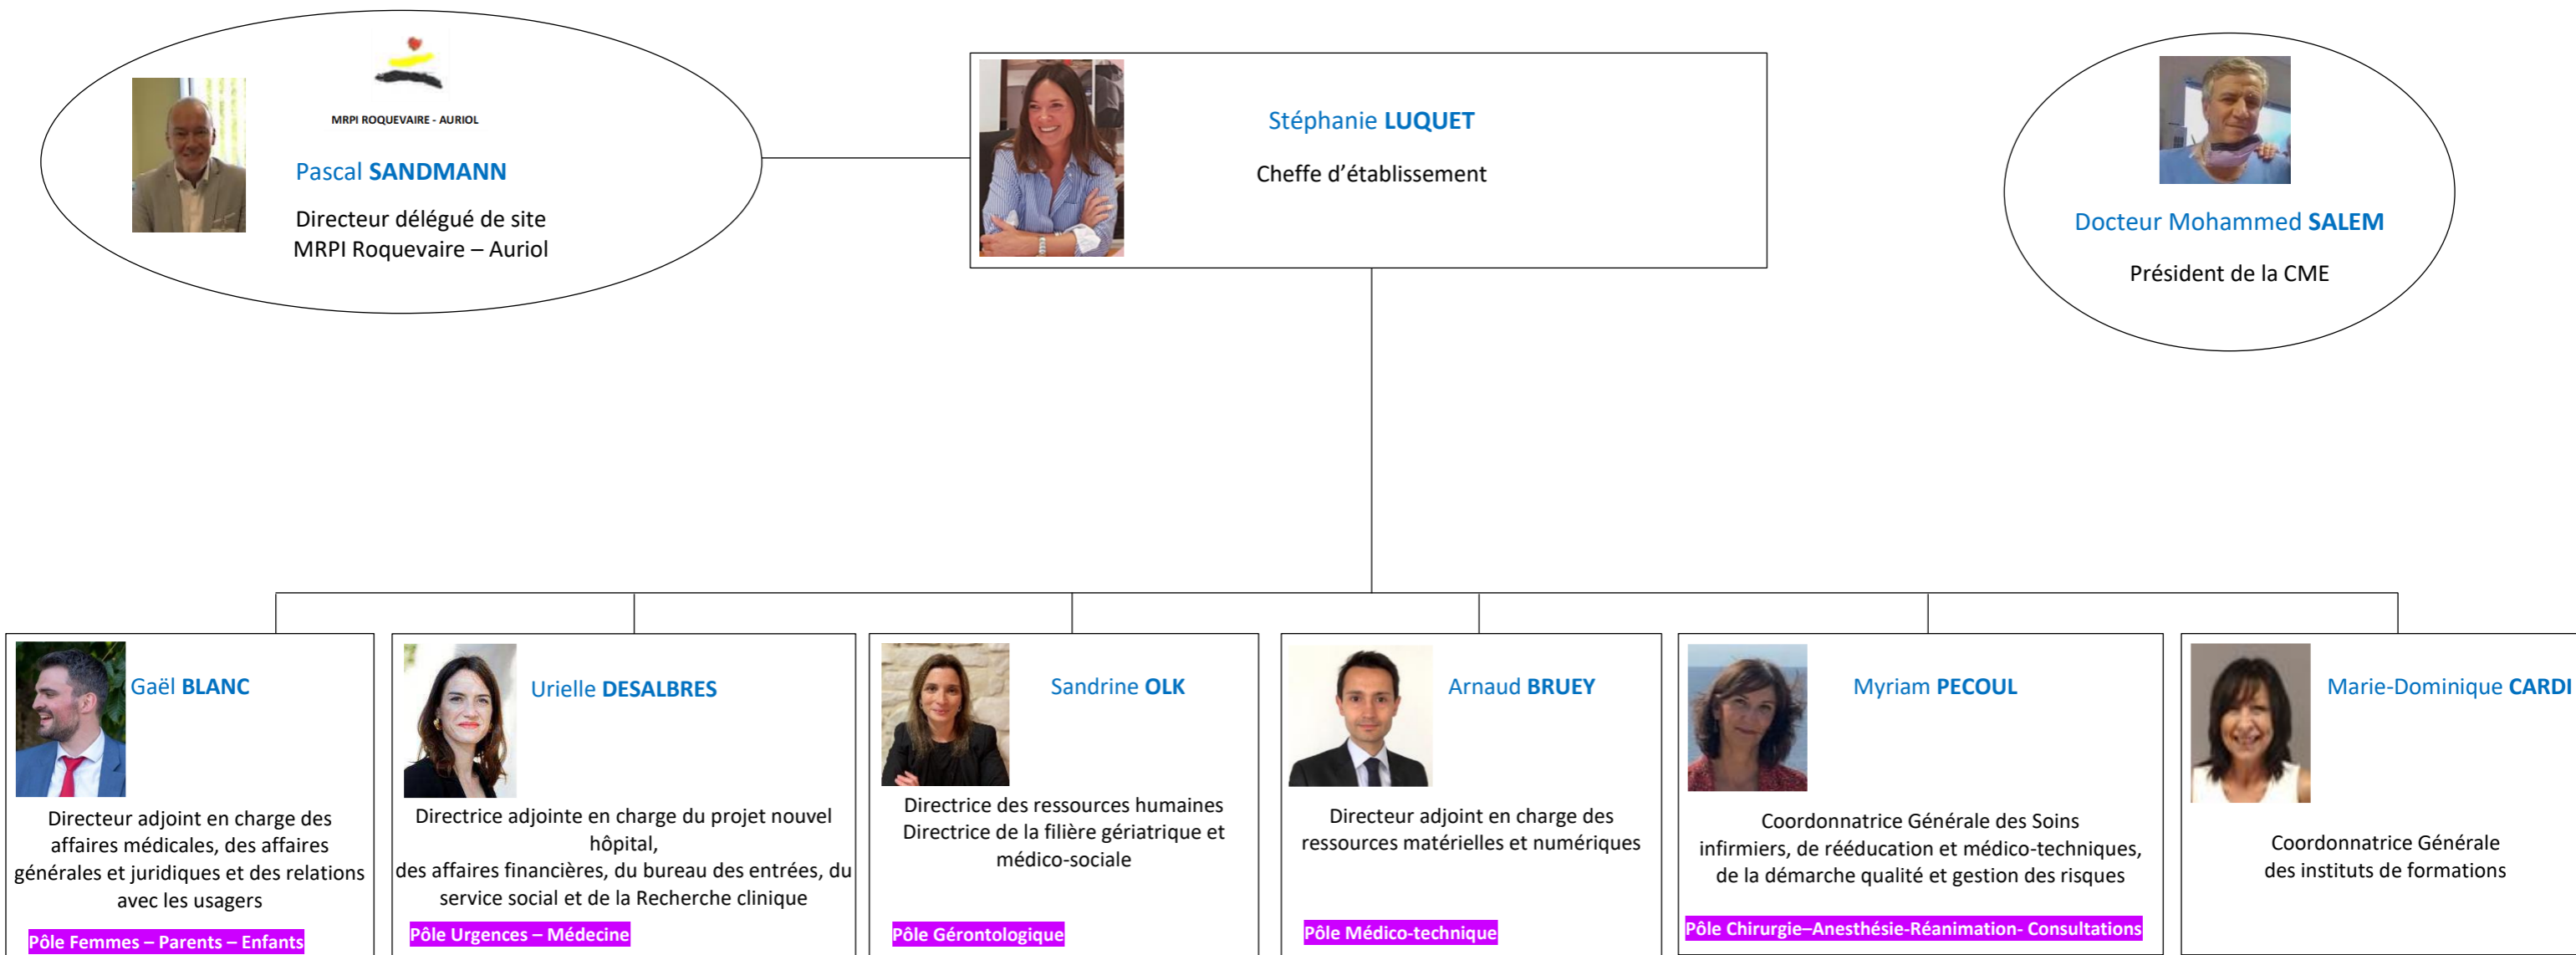 MRPI ROQUEVAIRE - AURIOL
Pascal SANDMANN
Directeur délégué de site
MRPI Roquevaire – Auriol
Stéphanie LUQUET
Cheffe d’établissement
Docteur Mohammed SALEM
Président de la CME
Gaël BLANC
Directeur adjoint en charge des
affaires médicales, des affaires
générales et juridiques et des relations
avec les usagers
Pôle Femmes – Parents – Enfants
Urielle DESALBRES
Directrice adjointe en charge du projet nouvel
hôpital,
des affaires financières, du bureau des entrées, du
service social et de la Recherche clinique
Pôle Urgences – Médecine
Sandrine OLK
Directrice des ressources humaines
Directrice de la filière gériatrique et
médico-sociale
Pôle Gérontologique
Arnaud BRUEY
Directeur adjoint en charge des
ressources matérielles et numériques
Pôle Médico-technique
Myriam PECOUL
Coordonnatrice Générale des Soins
infirmiers, de rééducation et médico-techniques,
de la démarche qualité et gestion des risques
Pôle Chirurgie–Anesthésie-Réanimation- Consultations
Marie-Dominique CARDI
Coordonnatrice Générale
des instituts de formations